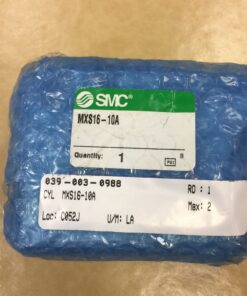 SMC®
MXS16-10A
Quantity: 1
039-003-0988
CYL MXS16-10A
RO : 1
Max: 2
Loc: C052J
U/M: LA